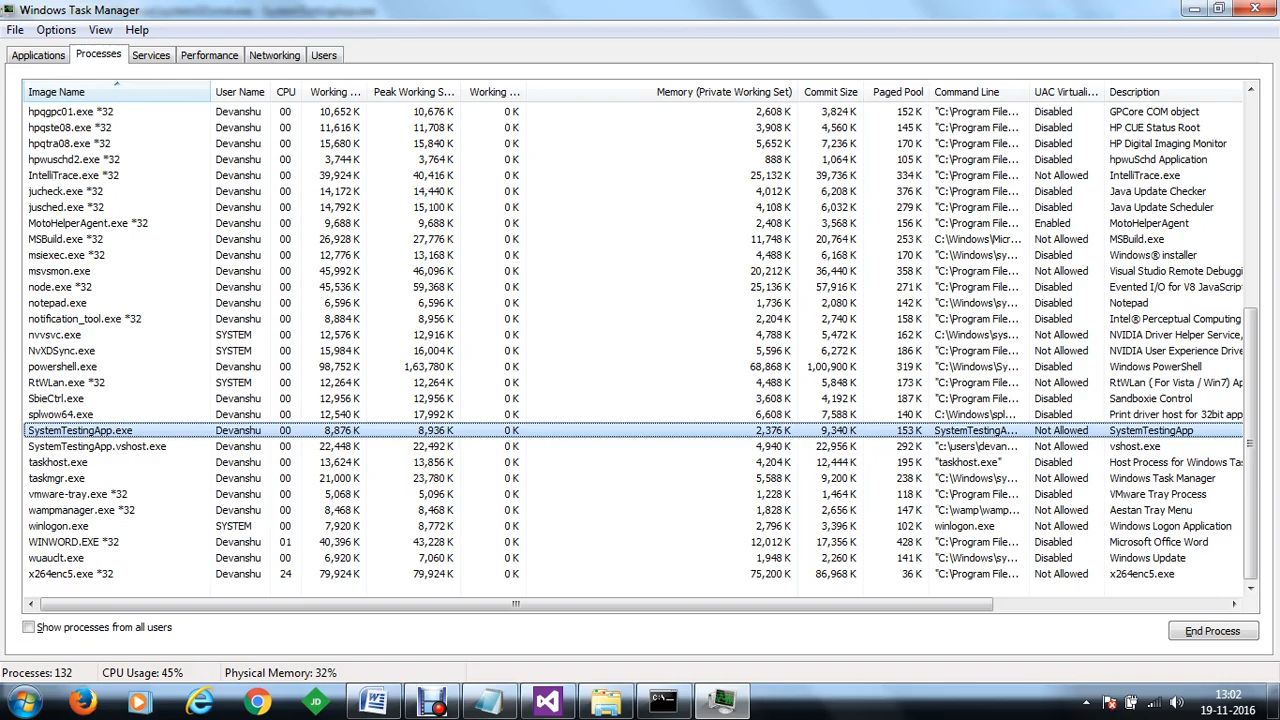 Windows Task Manager
File Options View Help
Applications Processes Services Performance Networking Users
Image Name User Name CPU Working ... Peak Working S... Working ... Memory (Private Working Set) Commit Size Paged Pool Command Line UAC Virtuali... Description
hpqgpc01.exe *32 Devanshu 00 10,652 K 10,676 K 0 K 2,608 K 3,824 K 152 K "C:\Program File... Disabled GPCore COM object
hpqste08.exe *32 Devanshu 00 11,616 K 11,708 K 0 K 3,908 K 4,560 K 145 K "C:\Program File... Disabled HP CUE Status Root
hpqtra08.exe *32 Devanshu 00 15,680 K 15,840 K 0 K 5,652 K 7,236 K 170 K "C:\Program File... Disabled HP Digital Imaging Monitor
hpwuschd2.exe *32 Devanshu 00 3,744 K 3,764 K 0 K 888 K 1,064 K 105 K "C:\Program File... Disabled hpwuSchd Application
IntelliTrace.exe *32 Devanshu 00 39,924 K 40,416 K 0 K 25,132 K 39,736 K 334 K "C:\Program File... Not Allowed IntelliTrace.exe
jucheck.exe *32 Devanshu 00 14,172 K 14,440 K 0 K 4,012 K 6,208 K 376 K "C:\Program File... Disabled Java Update Checker
jusched.exe *32 Devanshu 00 14,792 K 15,100 K 0 K 4,108 K 6,032 K 279 K "C:\Program File... Disabled Java Update Scheduler
MotoHelperAgent.exe *32 Devanshu 00 9,688 K 9,688 K 0 K 2,408 K 3,568 K 156 K "C:\Program File... Enabled MotoHelperAgent
MSBuild.exe *32 Devanshu 00 26,928 K 27,776 K 0 K 11,748 K 20,764 K 253 K C:\Windows\Micr... Not Allowed MSBuild.exe
msiexec.exe *32 Devanshu 00 12,776 K 13,168 K 0 K 4,488 K 6,168 K 170 K "C:\Windows\sy... Disabled Windows® installer
msvsmon.exe Devanshu 00 45,992 K 46,096 K 0 K 20,212 K 36,440 K 358 K "C:\Program File... Not Allowed Visual Studio Remote Debuggi
node.exe *32 Devanshu 00 45,536 K 59,368 K 0 K 25,136 K 57,916 K 271 K "C:\Program File... Not Allowed Evented I/O for V8 JavaScrip
notepad.exe Devanshu 00 6,596 K 6,596 K 0 K 1,736 K 2,080 K 142 K "C:\Windows\sy... Disabled Notepad
notification_tool.exe *32 Devanshu 00 8,884 K 8,956 K 0 K 2,204 K 2,740 K 158 K "C:\Program File... Disabled Intel® Perceptual Computing
nvvsvc.exe SYSTEM 00 12,576 K 12,916 K 0 K 4,788 K 5,472 K 162 K C:\Windows\sys... Not Allowed NVIDIA Driver Helper Service,
NvXDSync.exe SYSTEM 00 15,984 K 16,004 K 0 K 5,596 K 6,272 K 186 K "C:\Program File... Not Allowed NVIDIA User Experience Drive
powershell.exe Devanshu 00 98,752 K 1,63,780 K 0 K 68,868 K 1,00,900 K 319 K "C:\Windows\Sy... Disabled Windows PowerShell
RtWLan.exe *32 SYSTEM 00 12,264 K 12,264 K 0 K 4,488 K 5,848 K 173 K "C:\Program File... Not Allowed RtWLan ( For Vista / Win7) Ap
SbieCtrl.exe Devanshu 00 12,956 K 12,956 K 0 K 3,608 K 4,192 K 187 K "C:\Program File... Disabled Sandboxie Control
splwow64.exe Devanshu 00 12,540 K 17,992 K 0 K 6,608 K 7,588 K 140 K C:\Windows\spl... Disabled Print driver host for 32bit app
SystemTestingApp.exe Devanshu 00 8,876 K 8,936 K 0 K 2,376 K 9,340 K 153 K SystemTestingA... Not Allowed SystemTestingApp
SystemTestingApp.vshost.exe Devanshu 00 22,448 K 22,492 K 0 K 4,940 K 22,956 K 292 K "c:\users\devan... Not Allowed vshost.exe
taskhost.exe Devanshu 00 13,624 K 13,856 K 0 K 4,204 K 12,444 K 195 K "taskhost.exe" Disabled Host Process for Windows Ta
taskmgr.exe Devanshu 00 21,000 K 23,780 K 0 K 5,588 K 9,200 K 238 K "C:\Windows\sy... Not Allowed Windows Task Manager
vmware-tray.exe *32 Devanshu 00 5,068 K 5,096 K 0 K 1,228 K 1,464 K 118 K "C:\Program File... Disabled VMware Tray Process
wampmanager.exe *32 Devanshu 00 8,468 K 8,468 K 0 K 1,828 K 2,656 K 147 K "C:\wamp\wamp... Not Allowed Aestan Tray Menu
winlogon.exe SYSTEM 00 7,920 K 8,772 K 0 K 2,796 K 3,396 K 102 K winlogon.exe Not Allowed Windows Logon Application
WINWORD.EXE *32 Devanshu 01 40,396 K 43,228 K 0 K 12,012 K 17,356 K 428 K "C:\Program File... Disabled Microsoft Office Word
wuauclt.exe Devanshu 00 6,920 K 7,060 K 0 K 1,948 K 2,260 K 141 K "C:\Windows\sy... Disabled Windows Update
x264enc5.exe *32 Devanshu 24 79,924 K 79,924 K 0 K 75,200 K 86,968 K 36 K "C:\Program File... Not Allowed x264enc5.exe
Show processes from all users
End Process
Processes: 132 CPU Usage: 45% Physical Memory: 32%
JD
13:02
19-11-2016